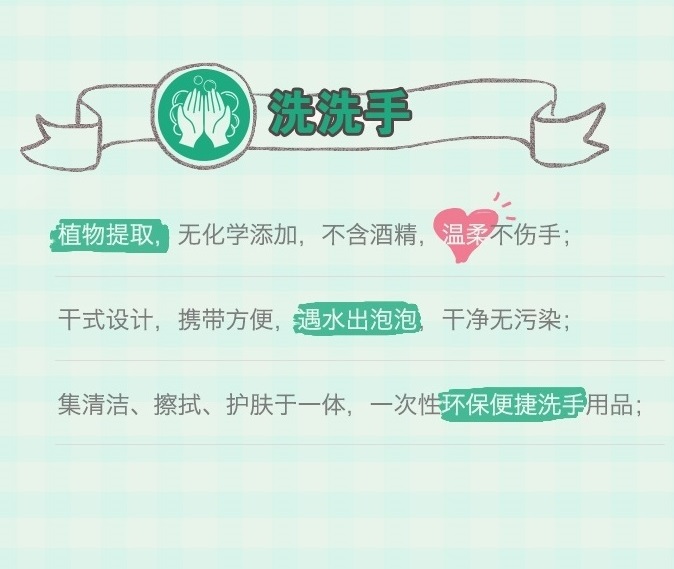 洗洗手
植物提取，无化学添加，不含酒精，温柔不伤手；
干式设计，携带方便，遇水出泡泡，干净无污染；
集清洁、擦拭、护肤于一体，一次性环保便捷洗手用品；